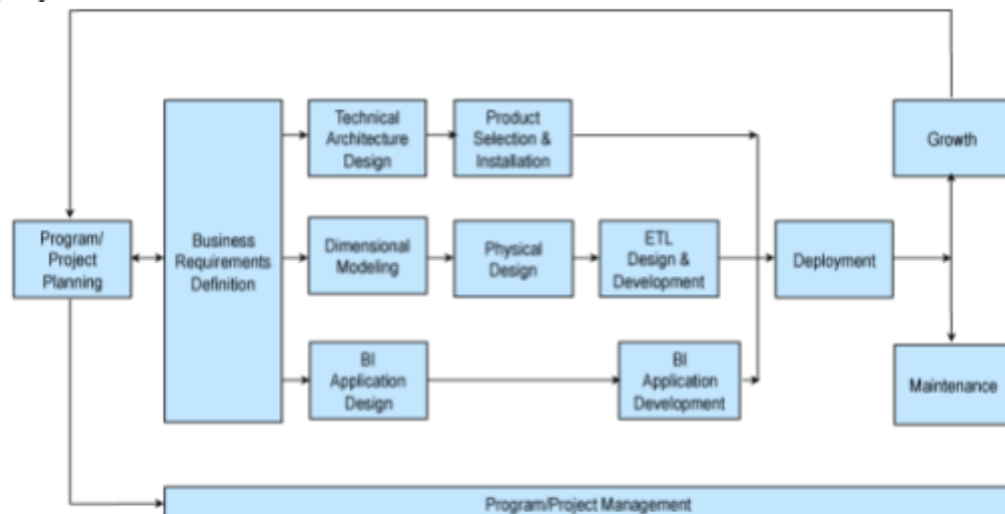 Technical
Architecture
Design
Product
Selection &
Installation
Growth
Program/
Project
Planning
Business
Requirements
Definition
Dimensional
Modeling
Physical
Design
ETL
Design &
Development
Deployment
BI
Application
Design
BI
Application
Development
Maintenance
Program/Project Management